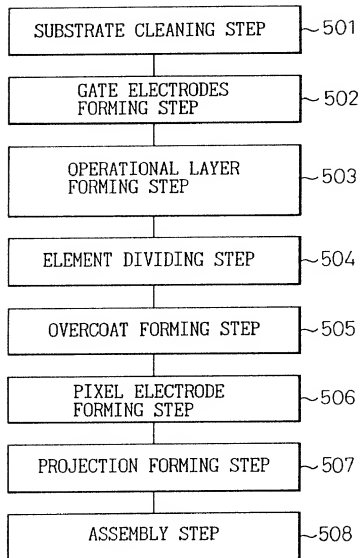 SUBSTRATE CLEANING STEP 501
GATE ELECTRODES
FORMING STEP 502
OPERATIONAL LAYER
FORMING STEP 503
ELEMENT DIVIDING STEP 504
OVERCOAT FORMING STEP 505
PIXEL ELECTRODE
FORMING STEP 506
PROJECTION FORMING STEP 507
ASSEMBLY STEP 508